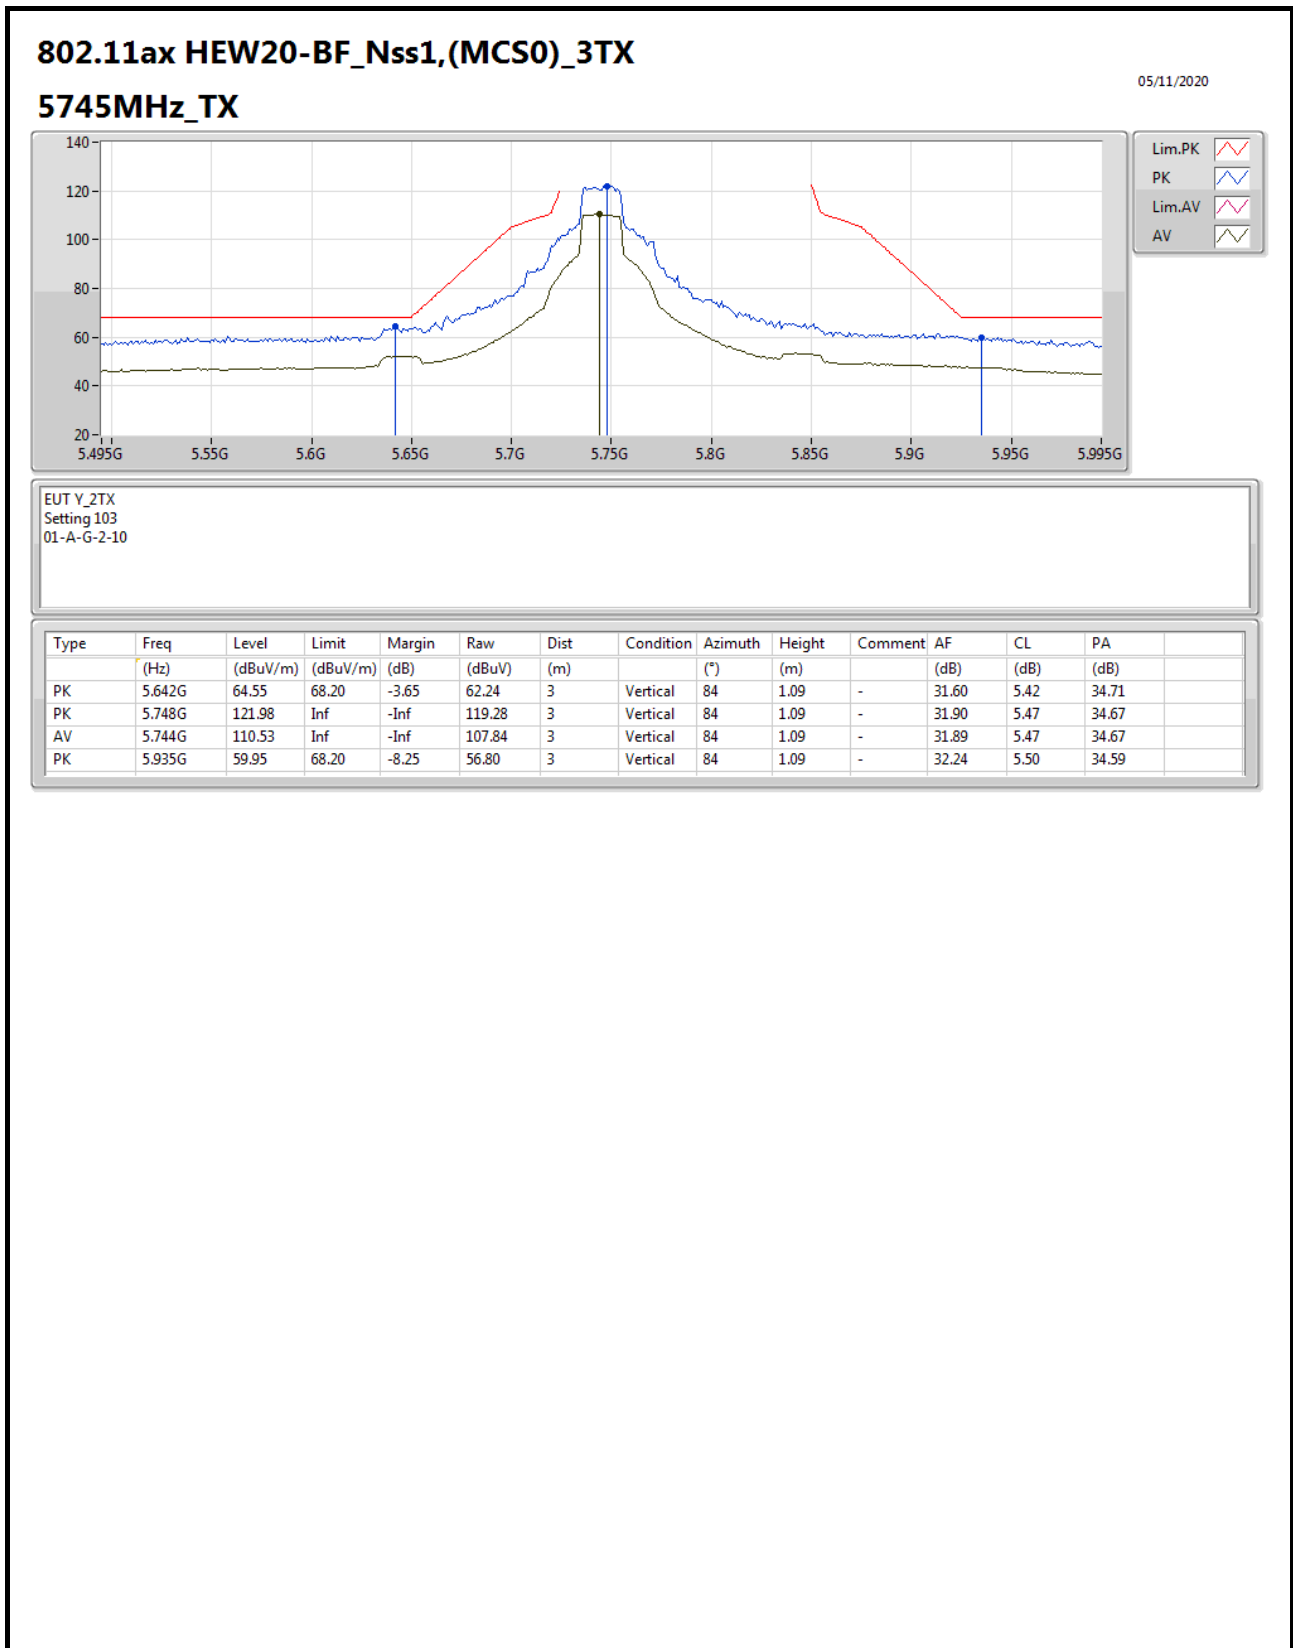 802.11ax HEW20-BF_Nss1,(MCS0)_3TX
05/11/2020
5745MHz_TX
140
120
100
80
60
40
20
5.495G 5.55G 5.6G 5.65G 5.7G 5.75G 5.8G 5.85G 5.9G 5.95G 5.995G
Lim.PK
PK
Lim.AV
AV
EUT Y_2TX
Setting 103
01-A-G-2-10
Type Freq Level Limit Margin Raw Dist Condition Azimuth Height Comment AF CL PA
(Hz) (dBuV/m) (dBuV/m) (dB) (dBuV) (m) (°) (m) (dB) (dB) (dB)
PK 5.642G 64.55 68.20 -3.65 62.24 3 Vertical 84 1.09 - 31.60 5.42 34.71
PK 5.748G 121.98 Inf -Inf 119.28 3 Vertical 84 1.09 - 31.90 5.47 34.67
AV 5.744G 110.53 Inf -Inf 107.84 3 Vertical 84 1.09 - 31.89 5.47 34.67
PK 5.935G 59.95 68.20 -8.25 56.80 3 Vertical 84 1.09 - 32.24 5.50 34.59